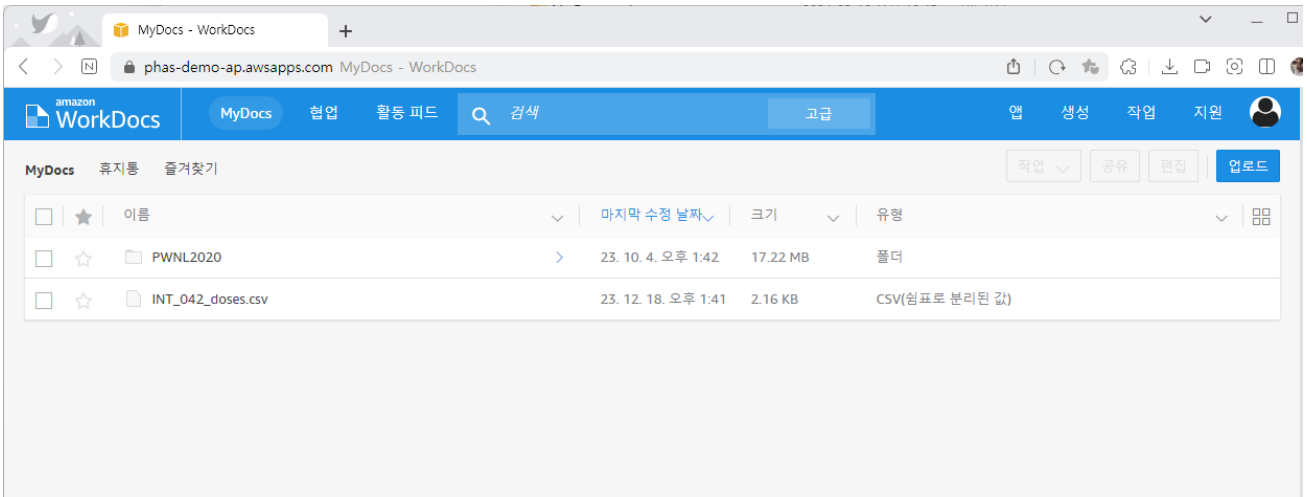 MyDocs - WorkDocs
phas-demo-ap.awsapps.com MyDocs - WorkDocs
amazon
WorkDocs
MyDocs 협업 활동 피드 검색 고급 앱 생성 작업 지원
MyDocs 휴지통 즐겨찾기 작업 공유 편집 업로드
이름 마지막 수정 날짜 크기 유형
PWNL2020 23. 10. 4. 오후 1:42 17.22 MB 폴더
INT_042_doses.csv 23. 12. 18. 오후 1:41 2.16 KB CSV(쉼표로 분리된 값)